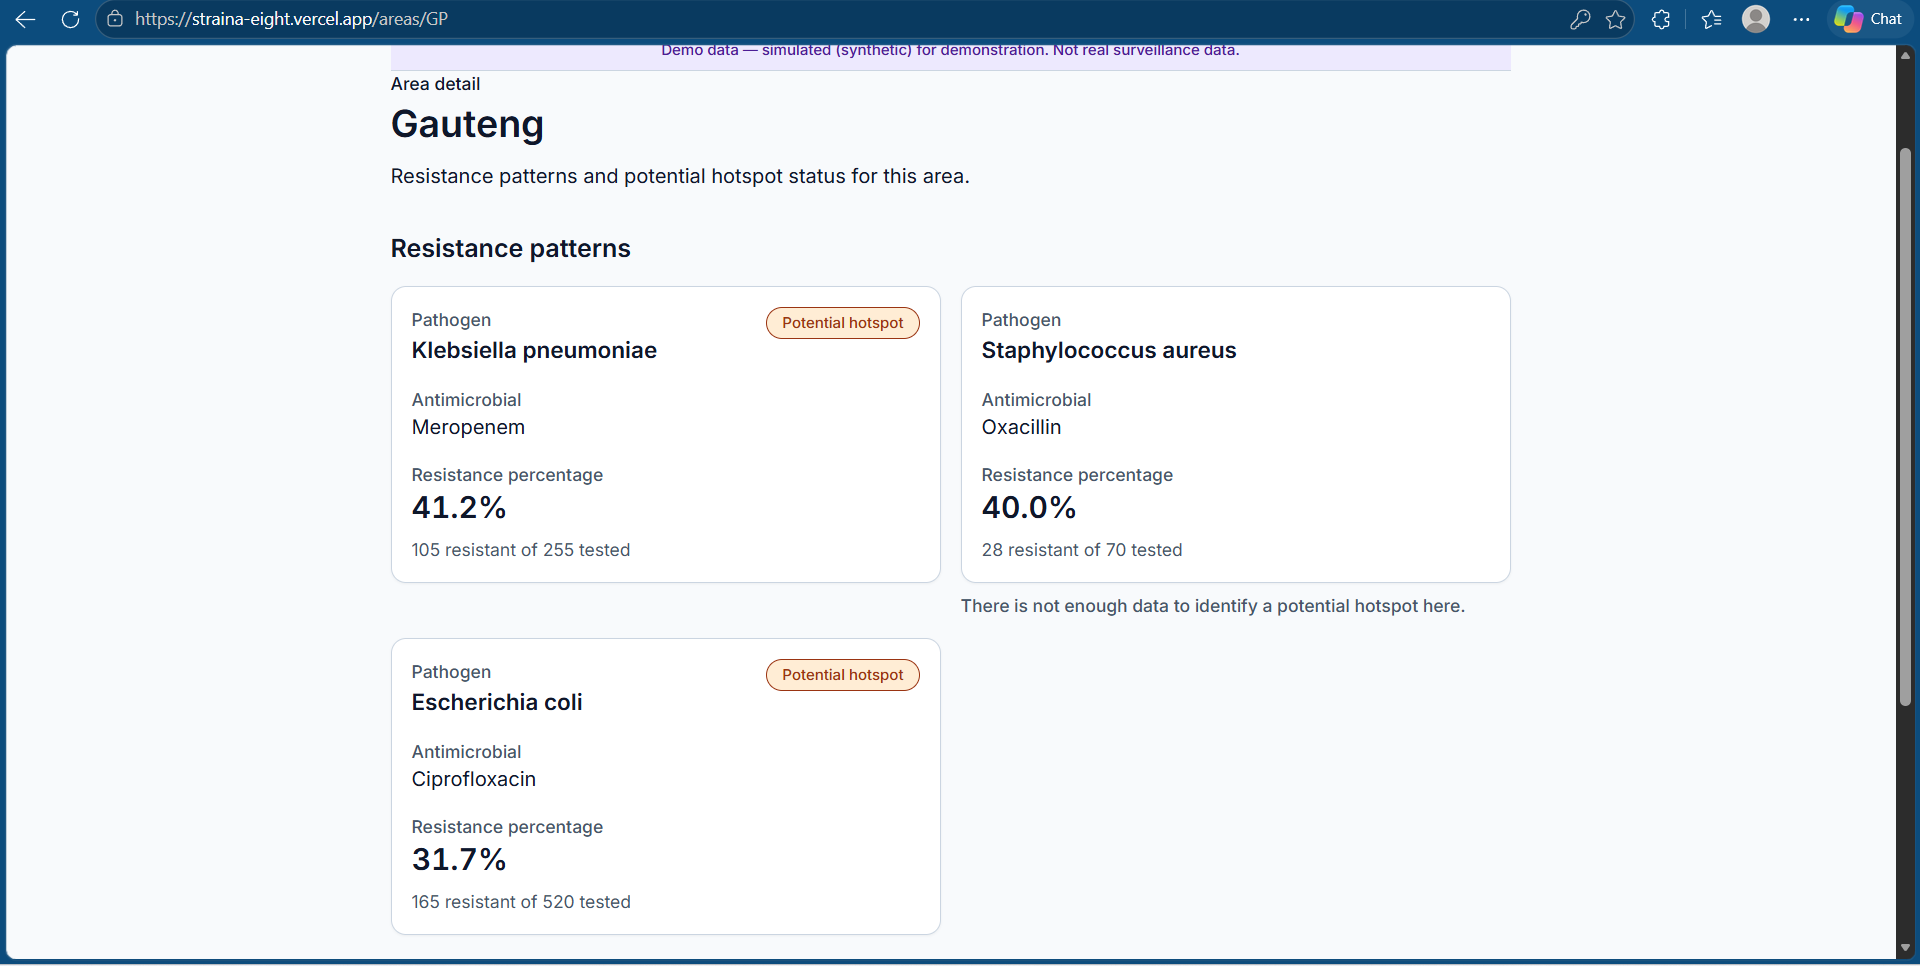 https://straina-eight.vercel.app/areas/GP
Chat
Demo data — simulated (synthetic) for demonstration. Not real surveillance data.
Area detail
Gauteng
Resistance patterns and potential hotspot status for this area.
Resistance patterns
Pathogen
Potential hotspot
Klebsiella pneumoniae
Antimicrobial
Meropenem
Resistance percentage
41.2%
105 resistant of 255 tested
Pathogen
Staphylococcus aureus
Antimicrobial
Oxacillin
Resistance percentage
40.0%
28 resistant of 70 tested
There is not enough data to identify a potential hotspot here.
Pathogen
Potential hotspot
Escherichia coli
Antimicrobial
Ciprofloxacin
Resistance percentage
31.7%
165 resistant of 520 tested